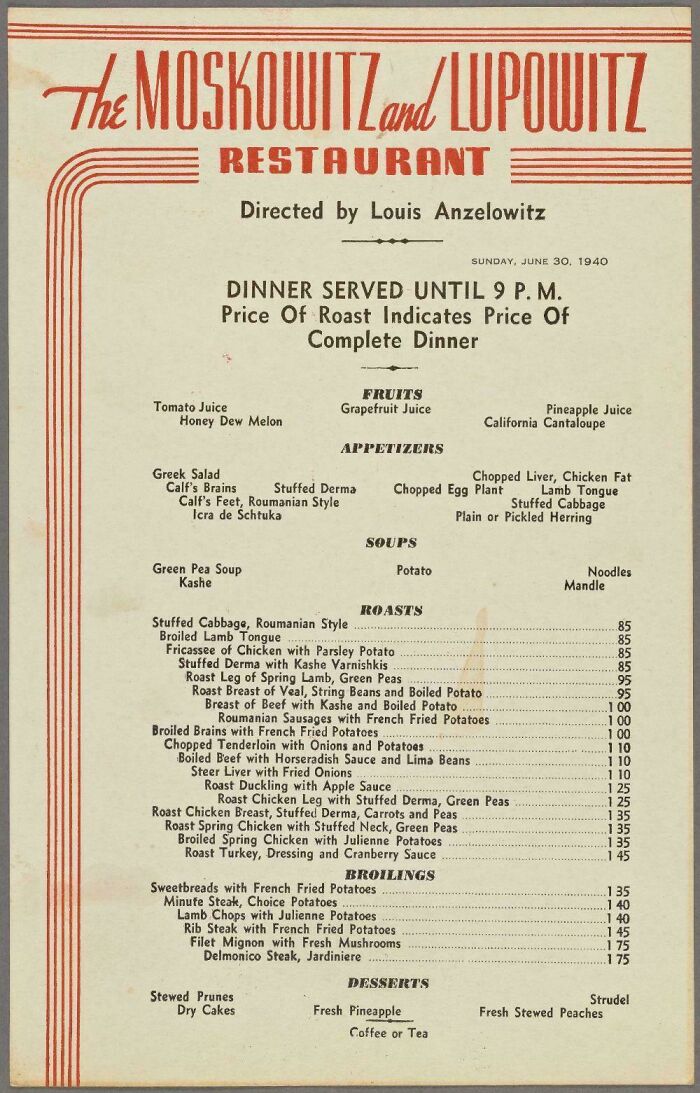 The MOSKOWITZ and LUPOWITZ
RESTAURANT
Directed by Louis Anzelowitz
SUNDAY, JUNE 30, 1940
DINNER SERVED UNTIL 9 P. M.
Price Of Roast Indicates Price Of
Complete Dinner
FRUITS
Tomato Juice Grapefruit Juice Pineapple Juice
Honey Dew Melon California Cantaloupe
APPETIZERS
Greek Salad Chopped Liver, Chicken Fat
Calf's Brains Stuffed Derma Chopped Egg Plant Lamb Tongue
Calf's Feet, Roumanian Style Stuffed Cabbage
Icra de Schtuka Plain or Pickled Herring
SOUPS
Green Pea Soup Potato Noodles
Kashe Mandle
ROASTS
Stuffed Cabbage, Roumanian Style 85
Broiled Lamb Tongue 85
Fricassee of Chicken with Parsley Potato 85
Stuffed Derma with Kashe Varnishkis 85
Roast Leg of Spring Lamb, Green Peas 95
Roast Breast of Veal, String Beans and Boiled Potato 95
Breast of Beef with Kashe and Boiled Potato 1 00
Roumanian Sausages with French Fried Potatoes 1 00
Broiled Brains with French Fried Potatoes 1 00
Chopped Tenderloin with Onions and Potatoes 1 10
Boiled Beef with Horseradish Sauce and Lima Beans 1 10
Steer Liver with Fried Onions 1 10
Roast Duckling with Apple Sauce 1 25
Roast Chicken Leg with Stuffed Derma, Green Peas 1 25
Roast Chicken Breast, Stuffed Derma, Carrots and Peas 1 35
Roast Spring Chicken with Stuffed Neck, Green Peas 1 35
Broiled Spring Chicken with Julienne Potatoes 1 35
Roast Turkey, Dressing and Cranberry Sauce 1 45
BROILINGS
Sweetbreads with French Fried Potatoes 1 35
Minute Steak, Choice Potatoes 1 40
Lamb Chops with Julienne Potatoes 1 40
Rib Steak with French Fried Potatoes 1 45
Filet Mignon with Fresh Mushrooms 1 75
Delmonico Steak, Jardiniere 1 75
DESSERTS
Stewed Prunes Strudel
Dry Cakes Fresh Pineapple Fresh Stewed Peaches
Coffee or Tea